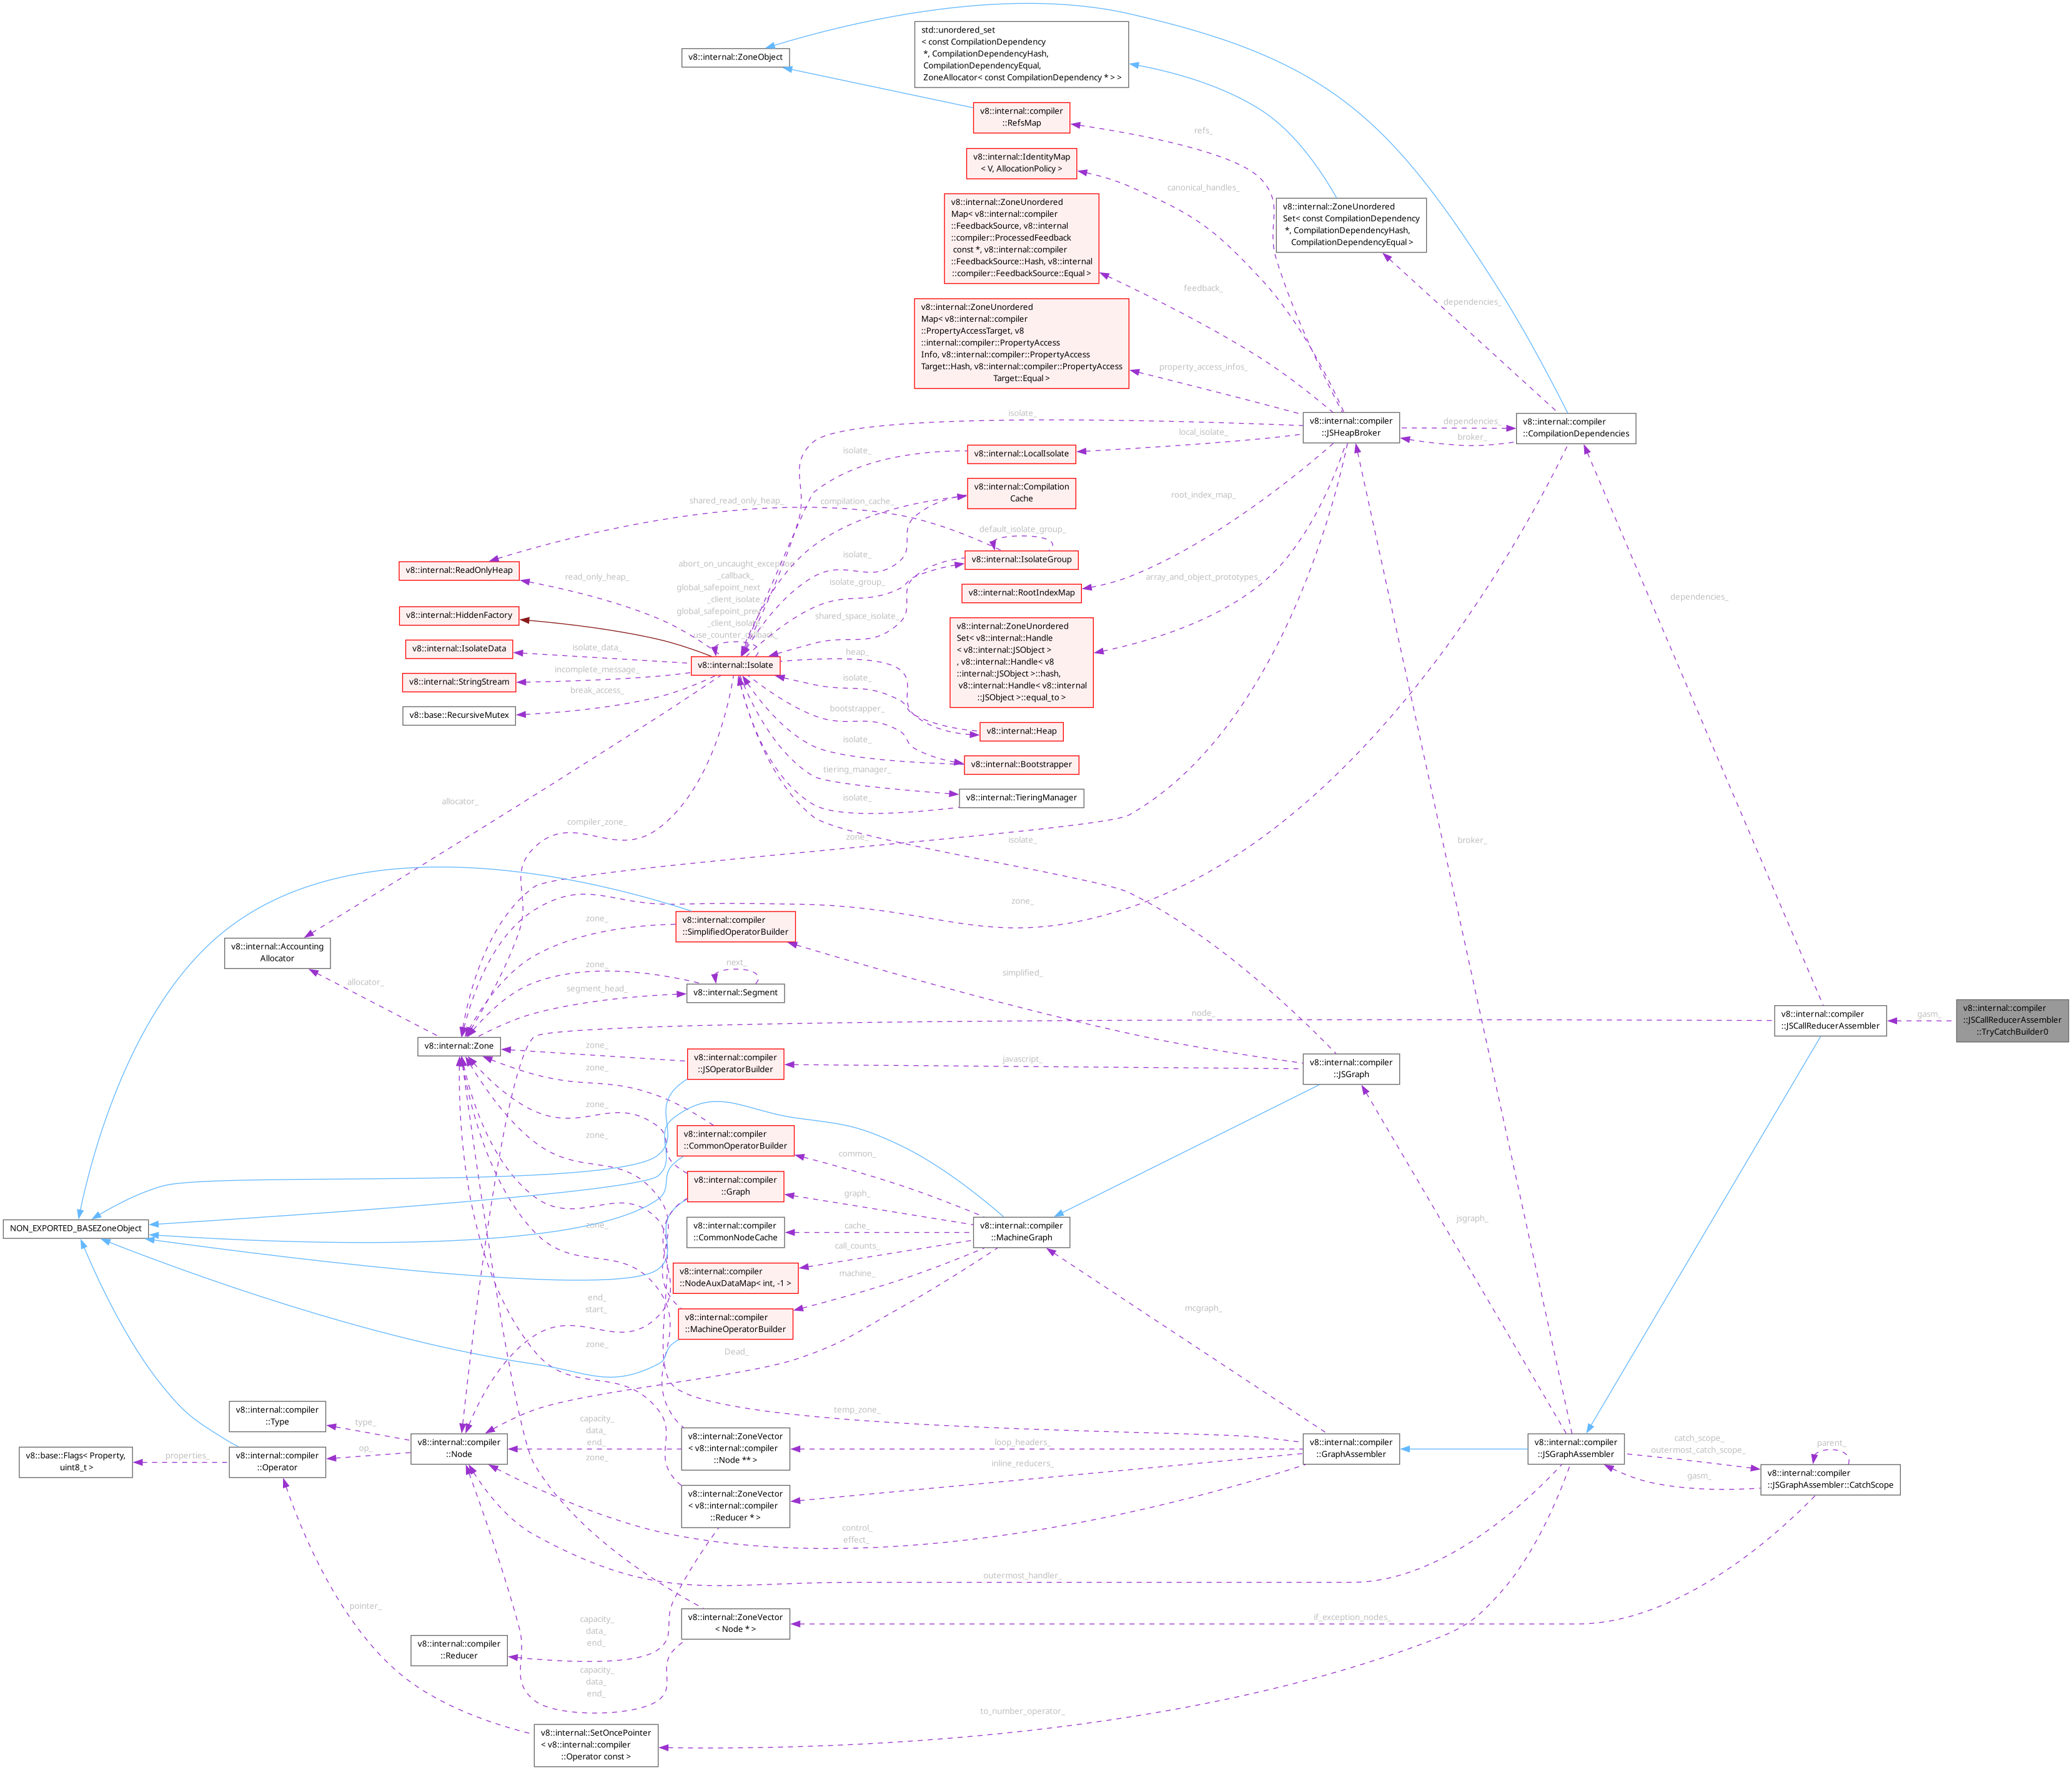 std::unordered_set
< const CompilationDependency
*, CompilationDependencyHash,
CompilationDependencyEqual,
ZoneAllocator< const CompilationDependency * > >
v8::internal::ZoneObject
v8::internal::compiler
::RefsMap
refs_
v8::internal::IdentityMap
< V, AllocationPolicy >
canonical_handles_
v8::internal::ZoneUnordered
Map< v8::internal::compiler
::FeedbackSource, v8::internal
::compiler::ProcessedFeedback
const *, v8::internal::compiler
::FeedbackSource::Hash, v8::internal
::compiler::FeedbackSource::Equal >
v8::internal::ZoneUnordered
Set< const CompilationDependency
*, CompilationDependencyHash,
CompilationDependencyEqual >
feedback_
dependencies_
v8::internal::ZoneUnordered
Map< v8::internal::compiler
::PropertyAccessTarget, v8
::internal::compiler::PropertyAccess
Info, v8::internal::compiler::PropertyAccess
Target::Hash, v8::internal::compiler::PropertyAccess
Target::Equal >
property_access_infos_
isolate_
v8::internal::compiler
::JSHeapBroker
dependencies_
broker_
v8::internal::compiler
::CompilationDependencies
local_isolate_
isolate_
v8::internal::LocalIsolate
v8::internal::Compilation
Cache
shared_read_only_heap_
compilation_cache_
root_index_map_
default_isolate_group_
v8::internal::IsolateGroup
isolate_
v8::internal::ReadOnlyHeap
read_only_heap_
abort_on_uncaught_exception
_callback_
global_safepoint_next
_client_isolate_
global_safepoint_prev
_client_isolate_
use_counter_callback_
isolate_group_
array_and_object_prototypes_
v8::internal::RootIndexMap
dependencies_
v8::internal::HiddenFactory
shared_space_isolate_
v8::internal::ZoneUnordered
Set< v8::internal::Handle
< v8::internal::JSObject >
, v8::internal::Handle< v8
::internal::JSObject >::hash,
v8::internal::Handle< v8::internal
::JSObject >::equal_to >
v8::internal::IsolateData
isolate_data_
v8::internal::Isolate
heap_
v8::internal::StringStream
incomplete_message_
isolate_
v8::base::RecursiveMutex
break_access_
bootstrapper_
v8::internal::Heap
isolate_
v8::internal::Bootstrapper
tiering_manager_
isolate_
v8::internal::TieringManager
allocator_
compiler_zone_
zone_
isolate_
broker_
zone_
v8::internal::compiler
::SimplifiedOperatorBuilder
zone_
v8::internal::Accounting
Allocator
allocator_
zone_
next_
segment_head_
v8::internal::Segment
simplified_
node_
v8::internal::compiler
::JSCallReducerAssembler
gasm_
v8::internal::compiler
::JSCallReducerAssembler
::TryCatchBuilder0
v8::internal::Zone
zone_
zone_
v8::internal::compiler
::JSOperatorBuilder
javascript_
v8::internal::compiler
::JSGraph
zone_
zone_
v8::internal::compiler
::CommonOperatorBuilder
common_
v8::internal::compiler
::Graph
graph_
NON_EXPORTED_BASEZoneObject
zone_
v8::internal::compiler
::CommonNodeCache
cache_
v8::internal::compiler
::MachineGraph
jsgraph_
call_counts_
v8::internal::compiler
::NodeAuxDataMap< int, -1 >
machine_
end_
start_
v8::internal::compiler
::MachineOperatorBuilder
mcgraph_
zone_
Dead_
v8::internal::compiler
::Type
type_
temp_zone_
v8::internal::compiler
::Node
capacity_
data_
end_
v8::internal::ZoneVector
< v8::internal::compiler
::Node ** >
loop_headers_
v8::internal::compiler
::GraphAssembler
v8::internal::compiler
::JSGraphAssembler
catch_scope_
outermost_catch_scope_
parent_
v8::base::Flags< Property,
uint8_t >
properties_
v8::internal::compiler
::Operator
op_
zone_
inline_reducers_
gasm_
v8::internal::compiler
::JSGraphAssembler::CatchScope
v8::internal::ZoneVector
< v8::internal::compiler
::Reducer * >
control_
effect_
outermost_handler_
pointer_
v8::internal::compiler
::Reducer
capacity_
data_
end_
v8::internal::ZoneVector
< Node * >
if_exception_nodes_
capacity_
data_
end_
v8::internal::SetOncePointer
< v8::internal::compiler
::Operator const >
to_number_operator_